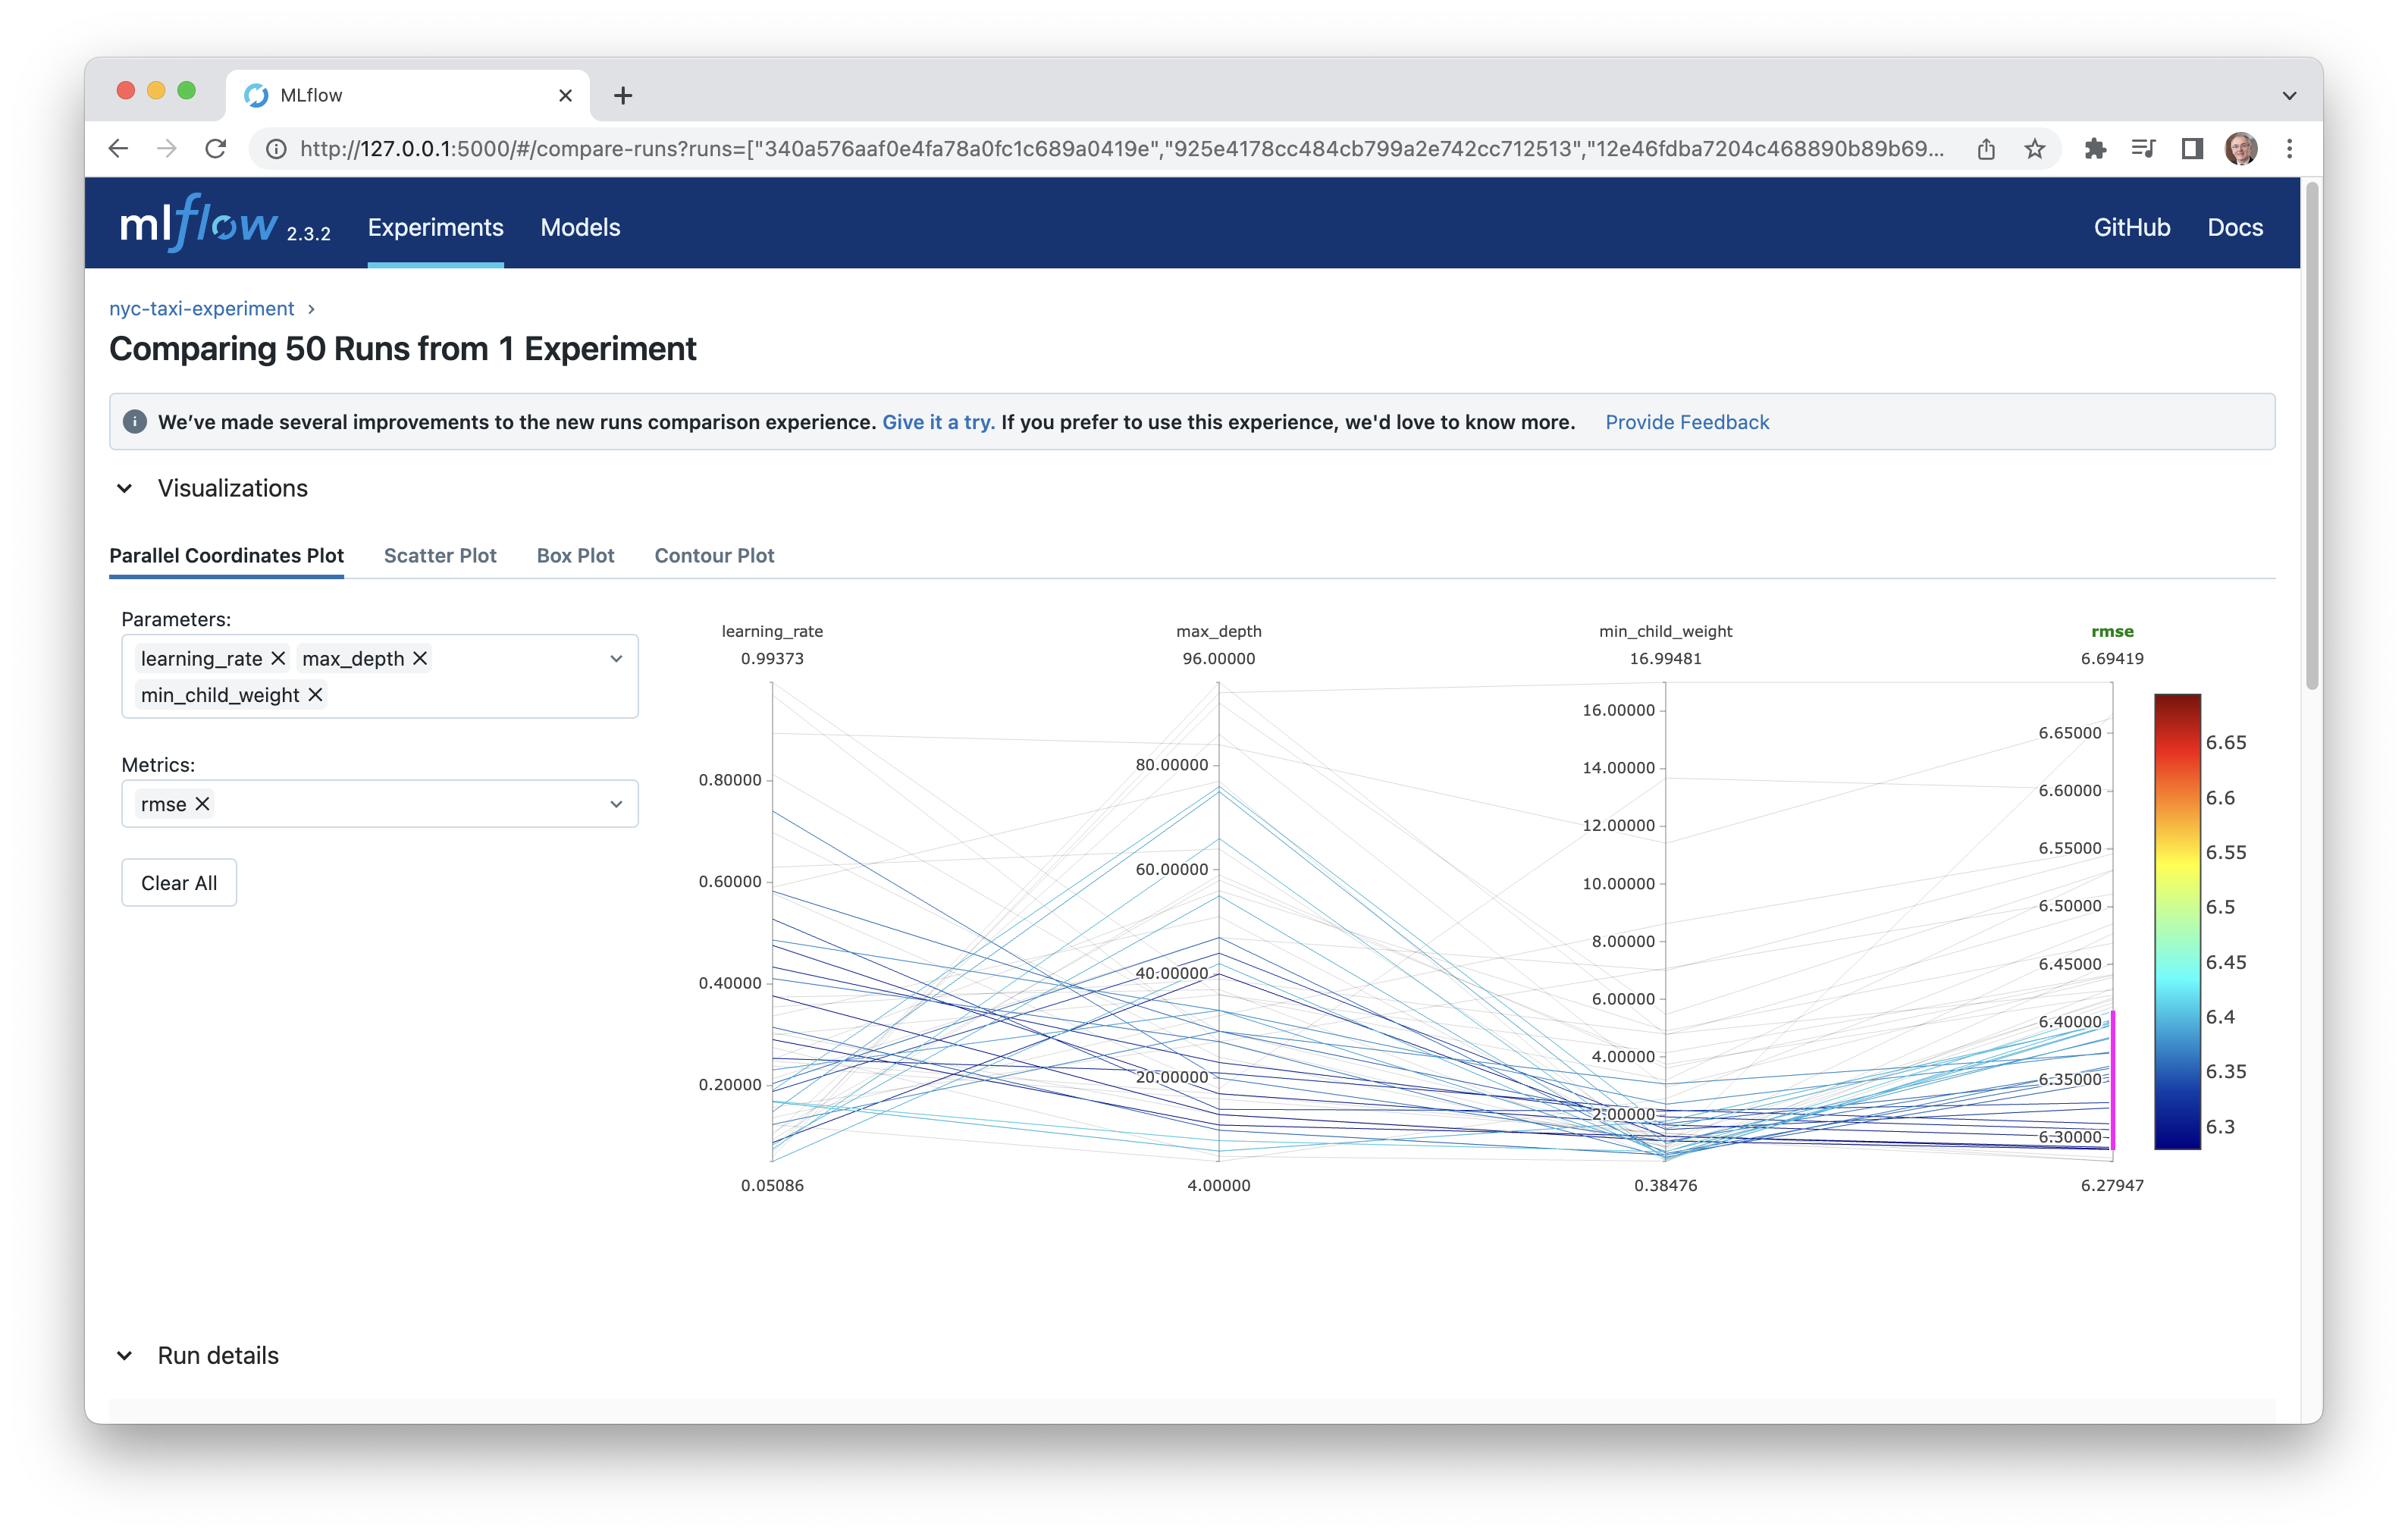 MLflow
http://127.0.0.1:5000/#/compare-runs?runs=["340a576aaf0e4fa78a0fc1c689a0419e","925e4178cc484cb799a2e742cc712513","12e46fdba7204c468890b89b69...
mlflow 2.3.2 Experiments Models GitHub Docs
nyc-taxi-experiment
Comparing 50 Runs from 1 Experiment
We've made several improvements to the new runs comparison experience. Give it a try. If you prefer to use this experience, we'd love to know more. Provide Feedback
Visualizations
Parallel Coordinates Plot Scatter Plot Box Plot Contour Plot
Parameters:
learning_rate max_depth
min_child_weight
Metrics:
rmse
Clear All
learning_rate
0.99373
0.80000
0.60000
0.40000
0.20000
0.05086
max_depth
96.00000
80.00000
60.00000
40.00000
20.00000
4.00000
min_child_weight
16.99481
16.00000
14.00000
12.00000
10.00000
8.00000
6.00000
4.00000
2.00000
0.38476
rmse
6.69419
6.65000
6.60000
6.55000
6.50000
6.45000
6.40000
6.35000
6.30000
6.27947
6.65
6.6
6.55
6.5
6.45
6.4
6.35
6.3
Run details